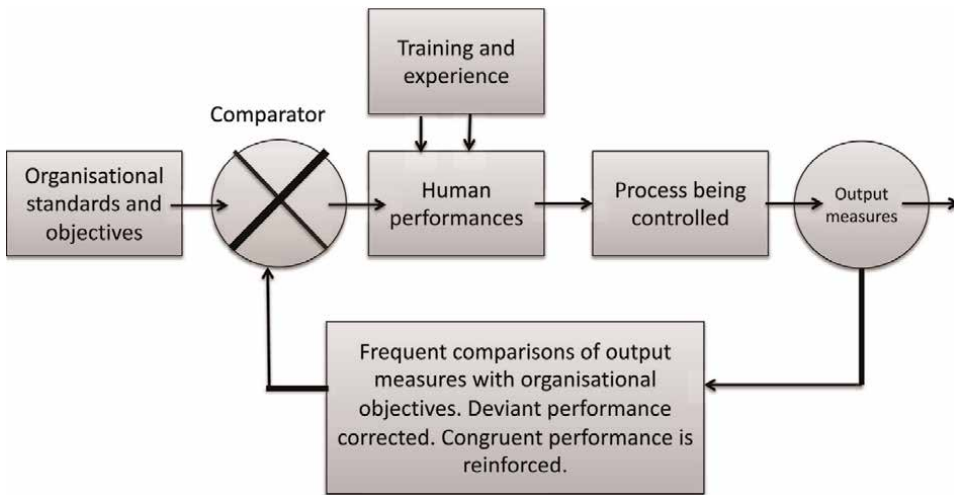 Training and
experience
Comparator
Organisational
standards and
objectives
Human
performances
Process being
controlled
Output
measures
Frequent comparisons of output
measures with organisational
objectives. Deviant performance
corrected. Congruent performance is
reinforced.